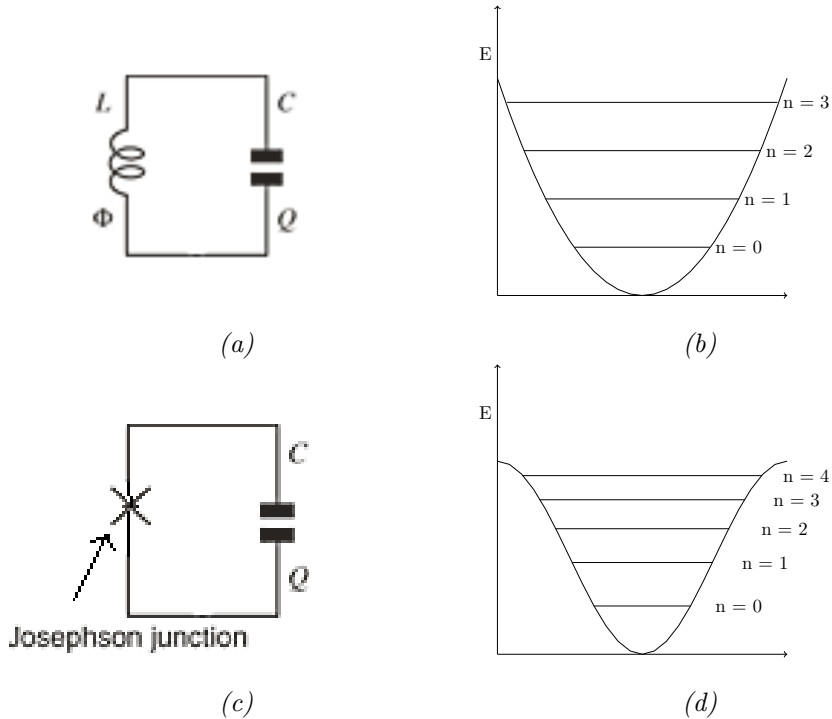 L
C
Φ
Q
(a)
E
n = 3
n = 2
n = 1
n = 0
(b)
C
Q
Josephson junction
(c)
E
n = 4
n = 3
n = 2
n = 1
n = 0
(d)